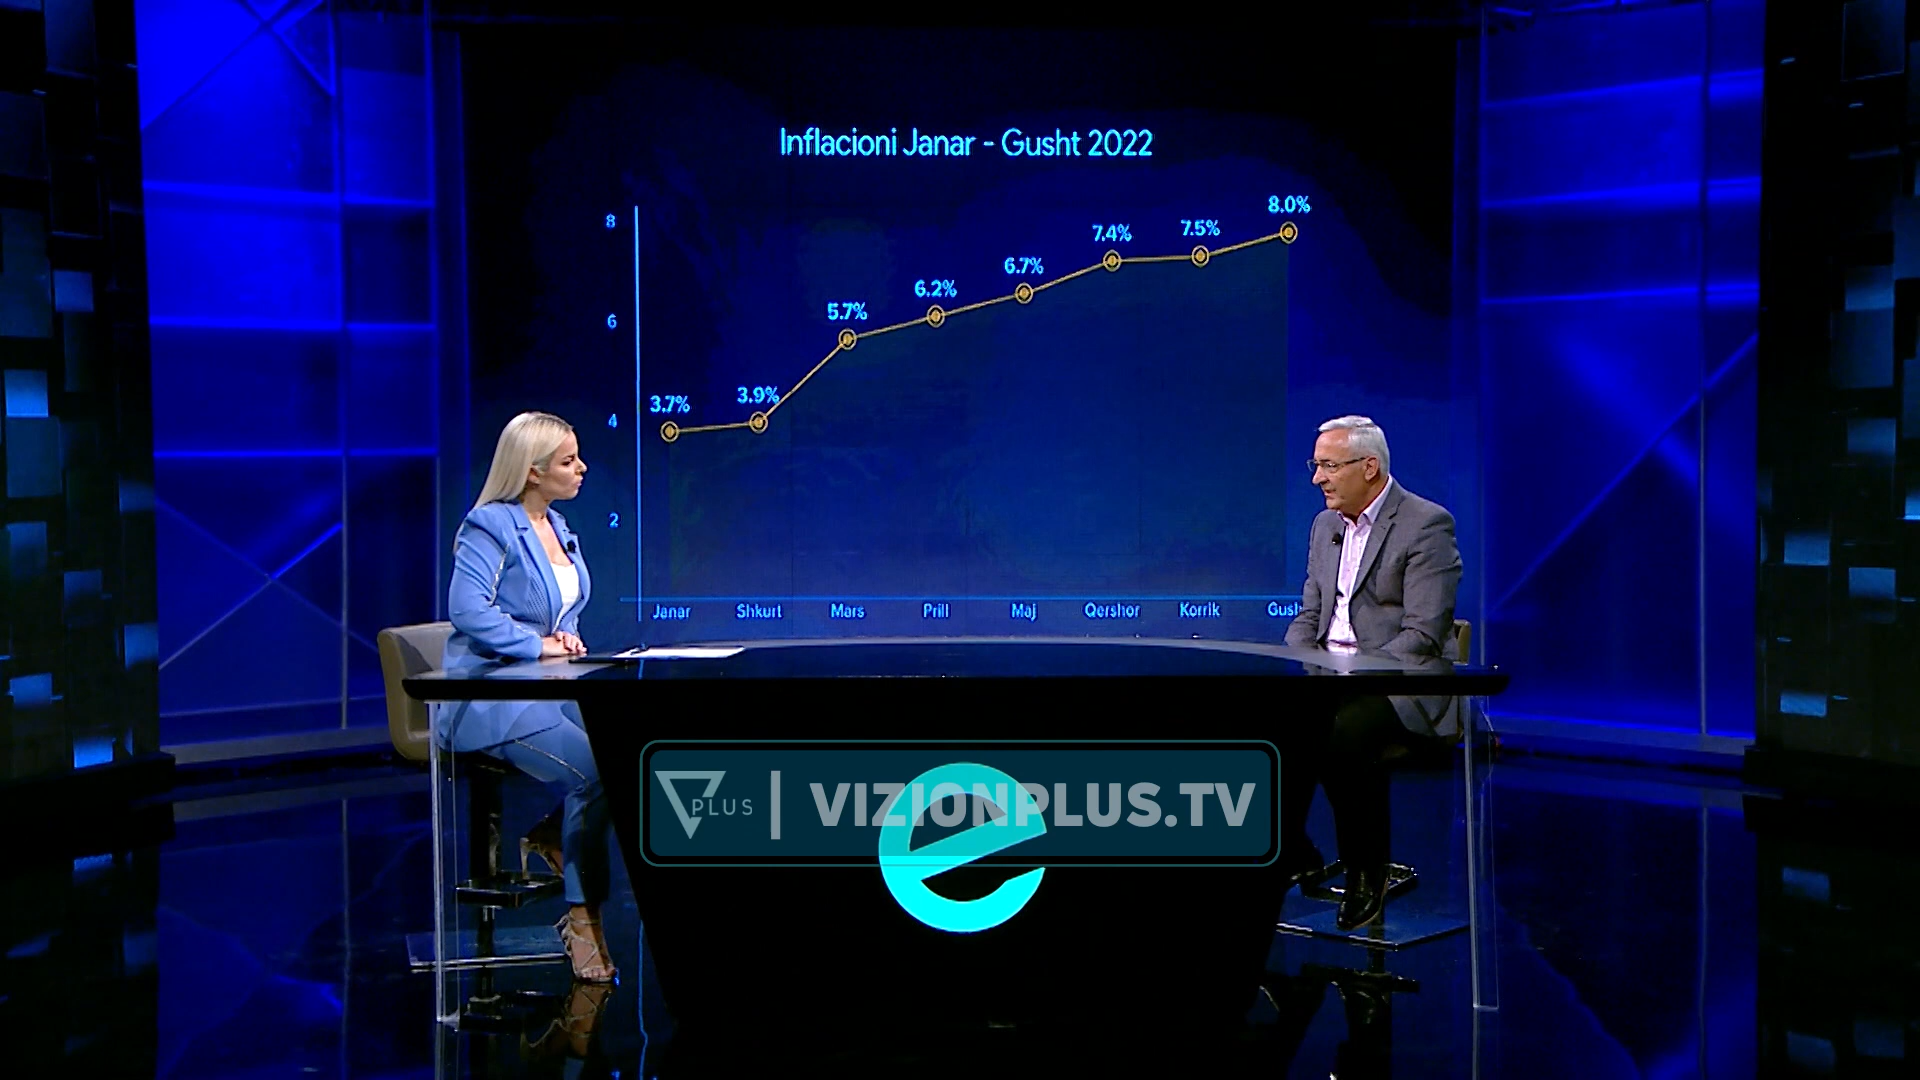 Inflacioni Janar - Gusht 2022
8
6
4
2
3.7%
3.9%
5.7%
6.2%
6.7%
7.4%
7.5%
8.0%
Janar
Shkurt
Mars
Prill
Maj
Qershor
Korrik
Gush
PLUS | VIZIONPLUS.TV
e